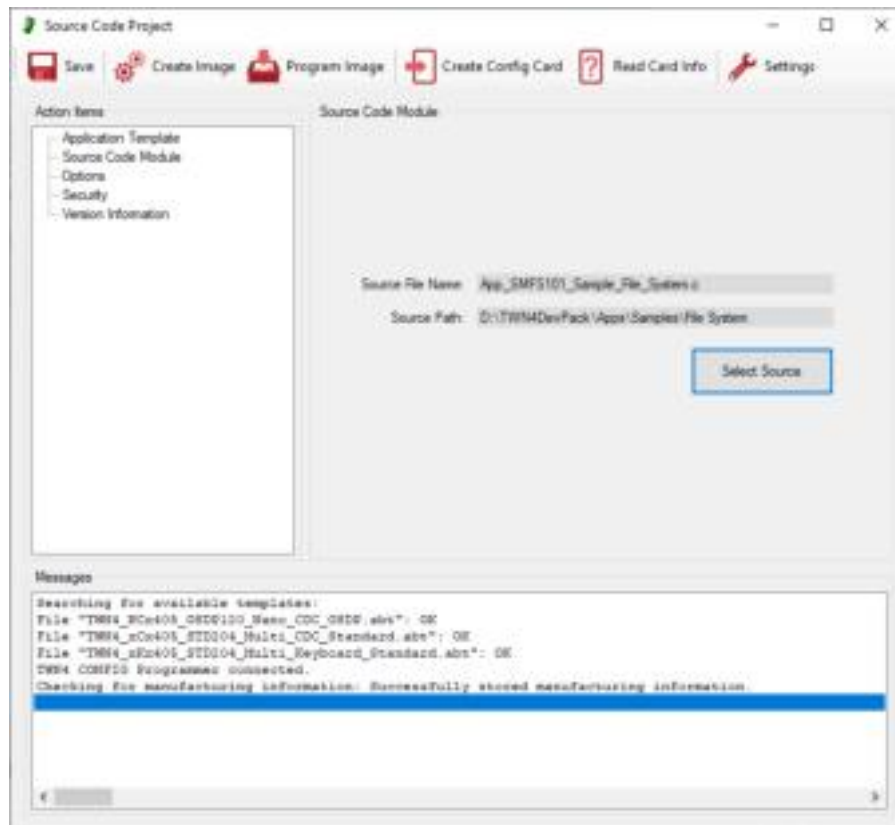 Source Code Project
Save Create Image Program Image Create Config Card Read Card Info Settings
Action Items
Application Template
Source Code Module
Options
Security
Version Information
Source Code Module
Source File Name: App_SMFS101_Sample_File_System.c
Source Path: D:\TWN4DevPack\Apps\Samples\File System
Select Source
Messages
Searching for available templates:
File "TWN4_NCx405_OSDP120_Nano_CDC_OSDP.abt": OK
File "TWN4_xCx405_STD204_Multi_CDC_Standard.abt": OK
File "TWN4_xKx405_STD204_Multi_Keyboard_Standard.abt": OK
TWN4 CONFIG Programmer connected.
Checking for manufacturing information: Successfully stored manufacturing information.